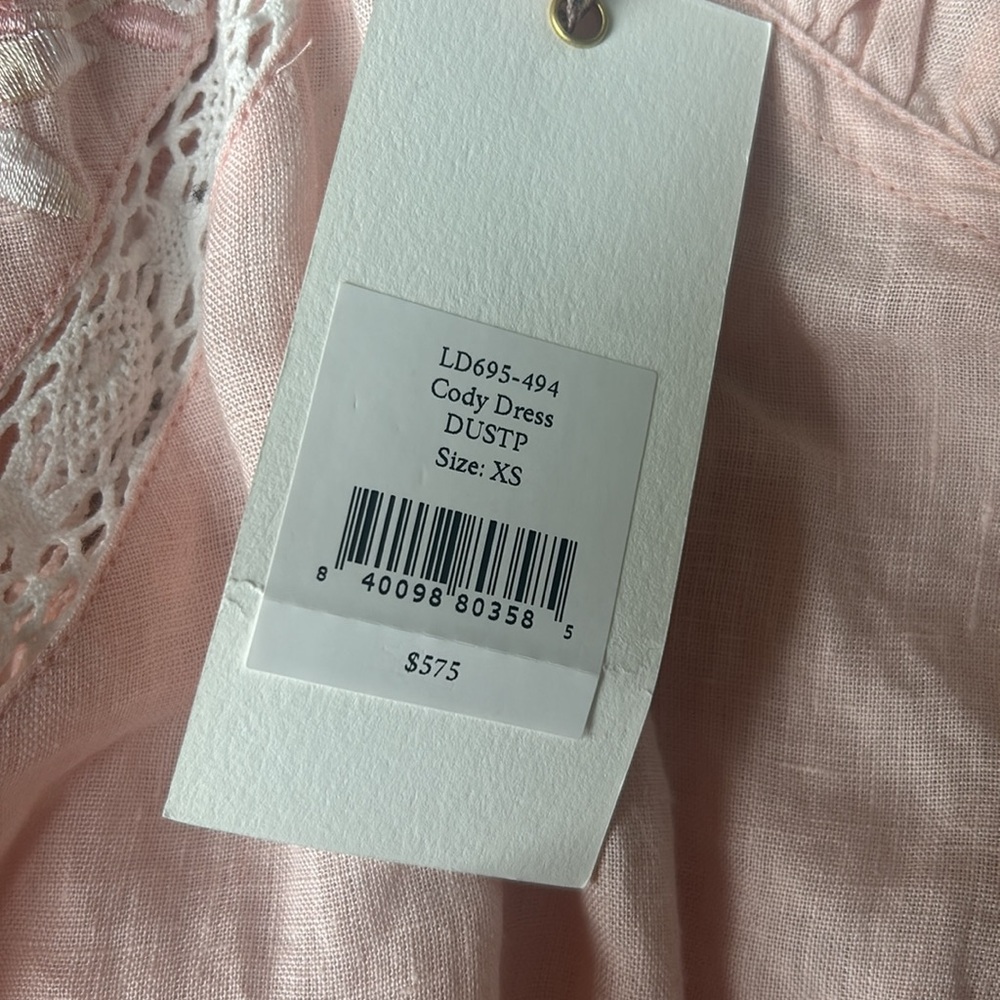 LD695-494
Cody Dress
DUSTP
Size: XS
8 40098 80358 5
$575